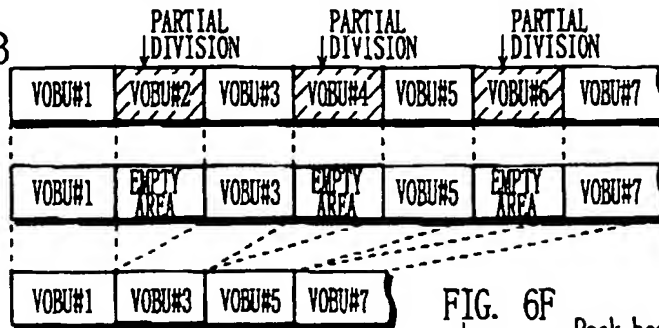 PARTIAL DIVISION PARTIAL DIVISION PARTIAL DIVISION
B
VOBU#1 VOBU#2 VOBU#3 VOBU#4 VOBU#5 VOBU#6 VOBU#7
VOBU#1 EMPTY AREA VOBU#3 EMPTY AREA VOBU#5 EMPTY AREA VOBU#7
VOBU#1 VOBU#3 VOBU#5 VOBU#7
FIG. 6F